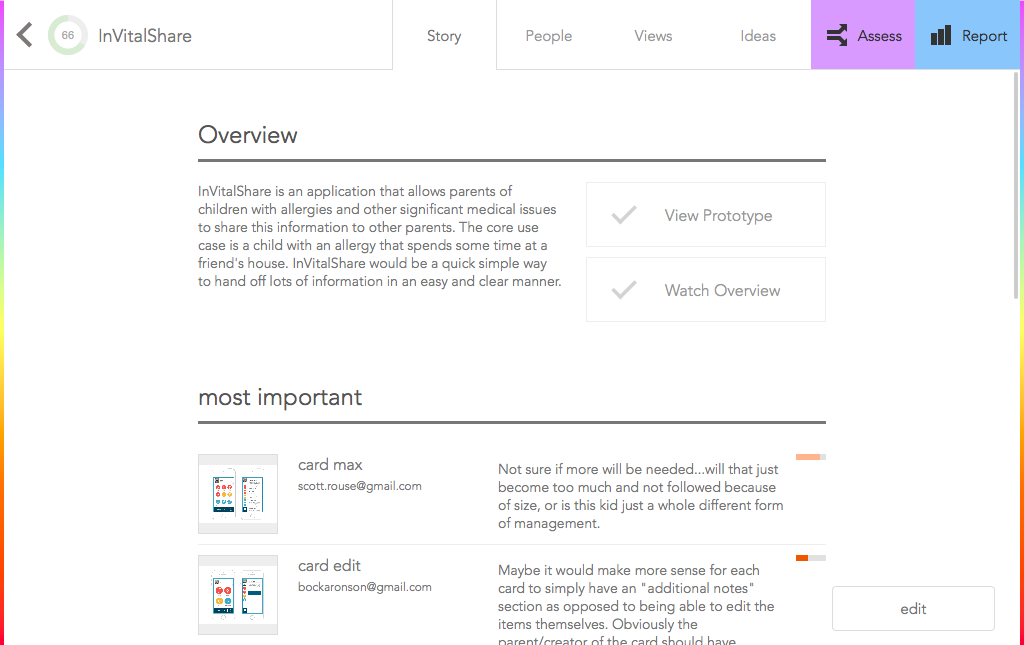 66
InVitalShare
Story
People
Views
Ideas
Assess
Report
Overview
InVitalShare is an application that allows parents of
children with allergies and other significant medical issues
to share this information to other parents. The core use
case is a child with an allergy that spends some time at a
friend's house. InVitalShare would be a quick simple way
to hand off lots of information in an easy and clear manner.
View Prototype
Watch Overview
most important
card max
scott.rouse@gmail.com
Not sure if more will be needed...will that just
become too much and not followed because
of size, or is this kid just a whole different form
of management.
card edit
bockaronson@gmail.com
Maybe it would make more sense for each
card to simply have an "additional notes"
section as opposed to being able to edit the
items themselves. Obviously the
parent/creator of the card should have
edit